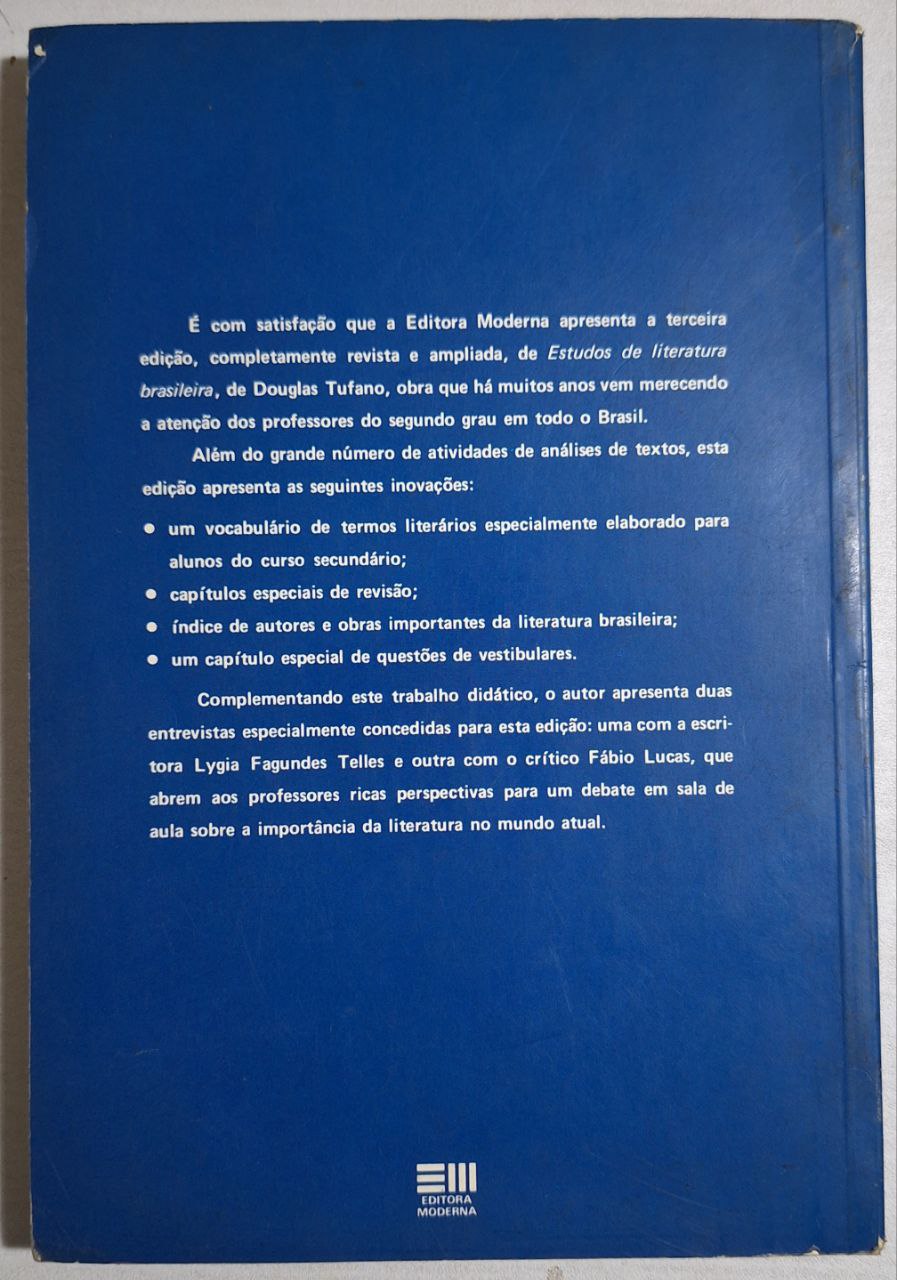 É com satisfação que a Editora Moderna apresenta a terceira
edição, completamente revista e ampliada, de Estudos de literatura
brasileira, de Douglas Tufano, obra que há muitos anos vem merecendo
a atenção dos professores do segundo grau em todo o Brasil.
Além do grande número de atividades de análises de textos, esta
edição apresenta as seguintes inovações:
● um vocabulário de termos literários especialmente elaborado para
alunos do curso secundário;
● capítulos especiais de revisão;
● índice de autores e obras importantes da literatura brasileira;
● um capítulo especial de questões de vestibulares.
Complementando este trabalho didático, o autor apresenta duas
entrevistas especialmente concedidas para esta edição: uma com a escri-
tora Lygia Fagundes Telles e outra com o crítico Fábio Lucas, que
abrem aos professores ricas perspectivas para um debate em sala de
aula sobre a importância da literatura no mundo atual.
EDITORA
MODERNA